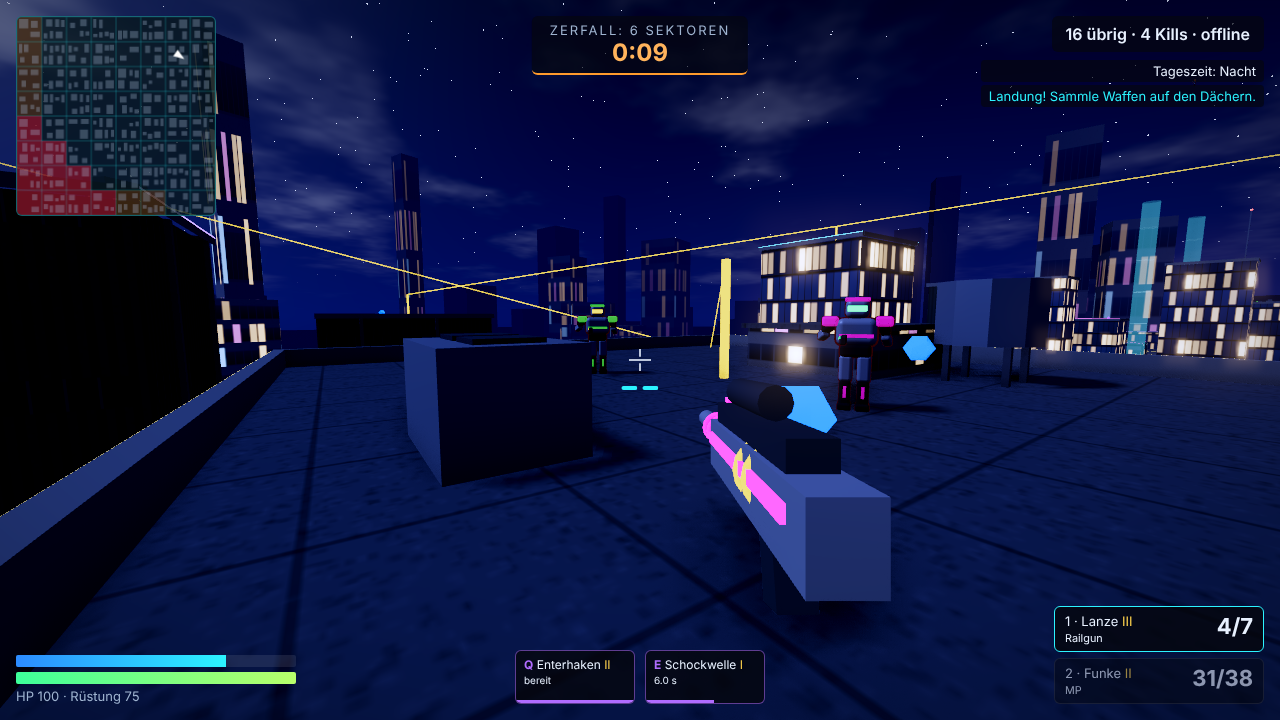 ZERFALL: 6 SEKTOREN
0:09
16 übrig · 4 Kills · offline
Tageszeit: Nacht
Landung! Sammle Waffen auf den Dächern.
HP 100 · Rüstung 75
Q Enterhaken II
bereit
E Schockwelle I
6.0 s
1 · Lanze III
Railgun
4/7
2 · Funke II
MP
31/38